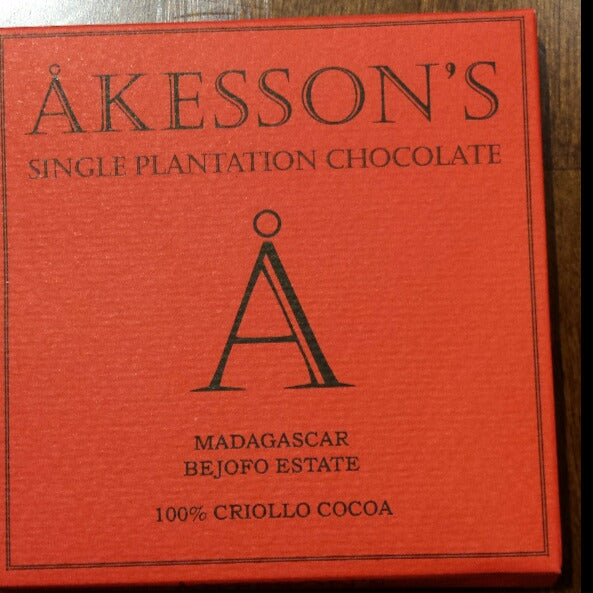 ÅKESSON'S
SINGLE PLANTATION CHOCOLATE
Å
MADAGASCAR
BEJOFO ESTATE
100% CRIOLLO COCOA